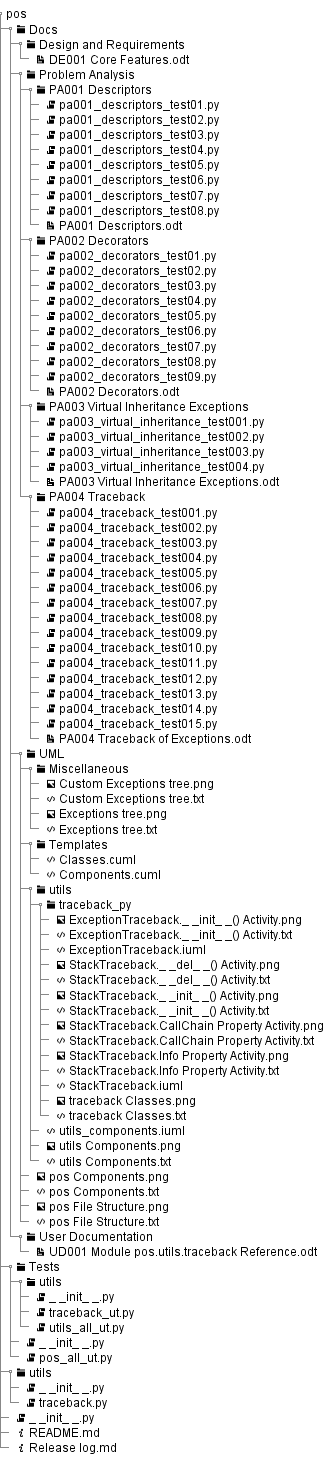 pos
Docs
Design and Requirements
DE001 Core Features.odt
Problem Analysis
PA001 Descriptors
pa001_descriptors_test01.py
pa001_descriptors_test02.py
pa001_descriptors_test03.py
pa001_descriptors_test04.py
pa001_descriptors_test05.py
pa001_descriptors_test06.py
pa001_descriptors_test07.py
pa001_descriptors_test08.py
PA001 Descriptors.odt
PA002 Decorators
pa002_decorators_test01.py
pa002_decorators_test02.py
pa002_decorators_test03.py
pa002_decorators_test04.py
pa002_decorators_test05.py
pa002_decorators_test06.py
pa002_decorators_test07.py
pa002_decorators_test08.py
pa002_decorators_test09.py
PA002 Decorators.odt
PA003 Virtual Inheritance Exceptions
pa003_virtual_inheritance_test001.py
pa003_virtual_inheritance_test002.py
pa003_virtual_inheritance_test003.py
pa003_virtual_inheritance_test004.py
PA003 Virtual Inheritance Exceptions.odt
PA004 Traceback
pa004_traceback_test001.py
pa004_traceback_test002.py
pa004_traceback_test003.py
pa004_traceback_test004.py
pa004_traceback_test005.py
pa004_traceback_test006.py
pa004_traceback_test007.py
pa004_traceback_test008.py
pa004_traceback_test009.py
pa004_traceback_test010.py
pa004_traceback_test011.py
pa004_traceback_test012.py
pa004_traceback_test013.py
pa004_traceback_test014.py
pa004_traceback_test015.py
PA004 Traceback of Exceptions.odt
UML
Miscellaneous
Custom Exceptions tree.png
Custom Exceptions tree.txt
Exceptions tree.png
Exceptions tree.txt
Templates
Classes.cuml
Components.cuml
utils
traceback_py
ExceptionTraceback._ _init_ _() Activity.png
ExceptionTraceback._ _init_ _() Activity.txt
ExceptionTraceback.iuml
StackTraceback._ _del_ _() Activity.png
StackTraceback._ _del_ _() Activity.txt
StackTraceback._ _init_ _() Activity.png
StackTraceback._ _init_ _() Activity.txt
StackTraceback.CallChain Property Activity.png
StackTraceback.CallChain Property Activity.txt
StackTraceback.Info Property Activity.png
StackTraceback.Info Property Activity.txt
StackTraceback.iuml
traceback Classes.png
traceback Classes.txt
utils_components.iuml
utils Components.png
utils Components.txt
pos Components.png
pos Components.txt
pos File Structure.png
pos File Structure.txt
User Documentation
UD001 Module pos.utils.traceback Reference.odt
Tests
utils
_ _init_ _.py
traceback_ut.py
utils_all_ut.py
_ _init_ _.py
pos_all_ut.py
utils
_ _init_ _.py
traceback.py
_ _init_ _.py
README.md
Release log.md